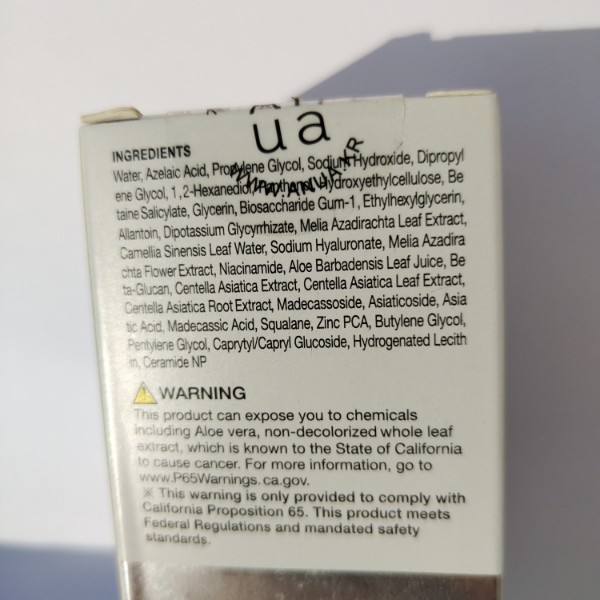 ua
INGREDIENTS
Water, Azelaic Acid, Propylene Glycol, Sodium Hydroxide, Dipropyl
ene Glycol, 1,2-Hexanediol, Hydroxyethylcellulose, Be
taine Salicylate, Glycerin, Biosaccharide Gum-1, Ethylhexylglycerin,
Allantoin, Dipotassium Glycyrrhizate, Melia Azadirachta Leaf Extract,
Camellia Sinensis Leaf Water, Sodium Hyaluronate, Melia Azadira
chta Flower Extract, Niacinamide, Aloe Barbadensis Leaf Juice, Be
ta-Glucan, Centella Asiatica Extract, Centella Asiatica Leaf Extract,
Centella Asiatica Root Extract, Madecassoside, Asiaticoside, Asia
tic Acid, Madecassic Acid, Squalane, Zinc PCA, Butylene Glycol,
Pentylene Glycol, Caprytyl/Capryl Glucoside, Hydrogenated Lecith
in, Ceramide NP
WARNING
This product can expose you to chemicals
including Aloe vera, non-decolorized whole leaf
extract, which is known to the State of California
to cause cancer. For more information, go to
www.P65Warnings.ca.gov.
※ This warning is only provided to comply with
California Proposition 65. This product meets
Federal Regulations and mandated safety
standards.